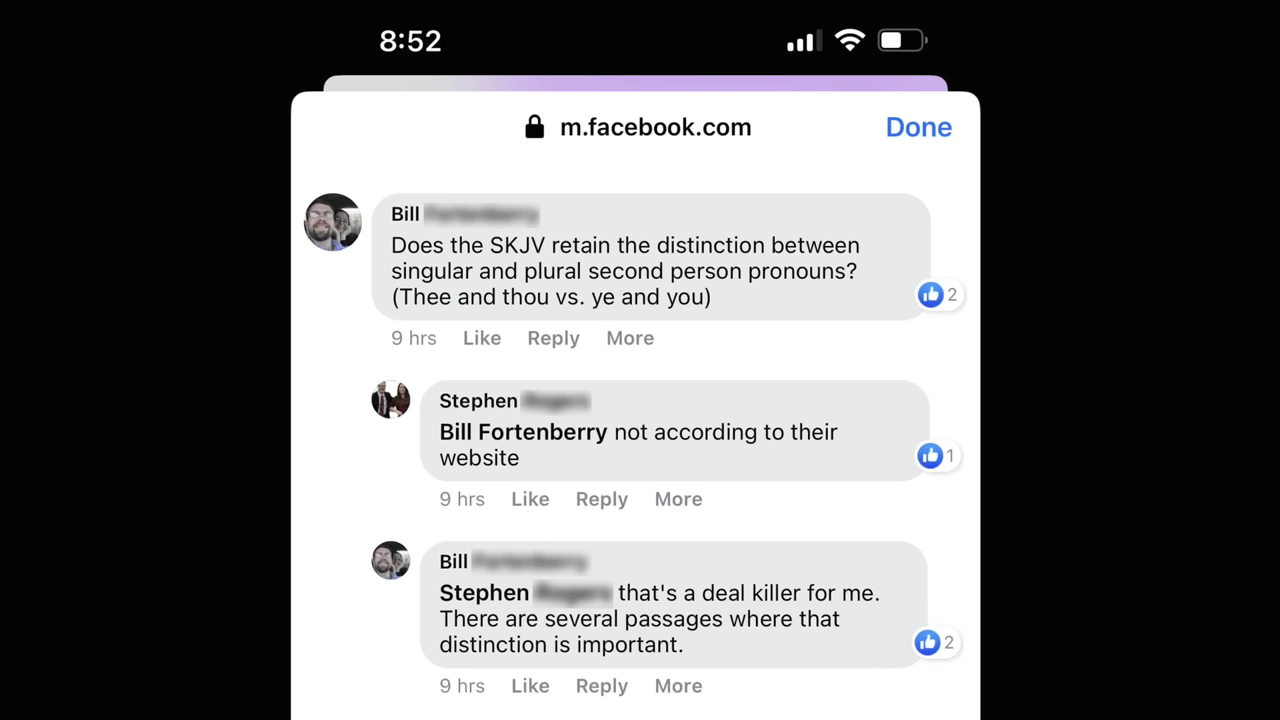 8:52
m.facebook.com
Done
Bill
Does the SKJV retain the distinction between
singular and plural second person pronouns?
(Thee and thou vs. ye and you)
2
9 hrs Like Reply More
Stephen
Bill Fortenberry not according to their
website
1
9 hrs Like Reply More
Bill
Stephen that's a deal killer for me.
There are several passages where that
distinction is important.
2
9 hrs Like Reply More